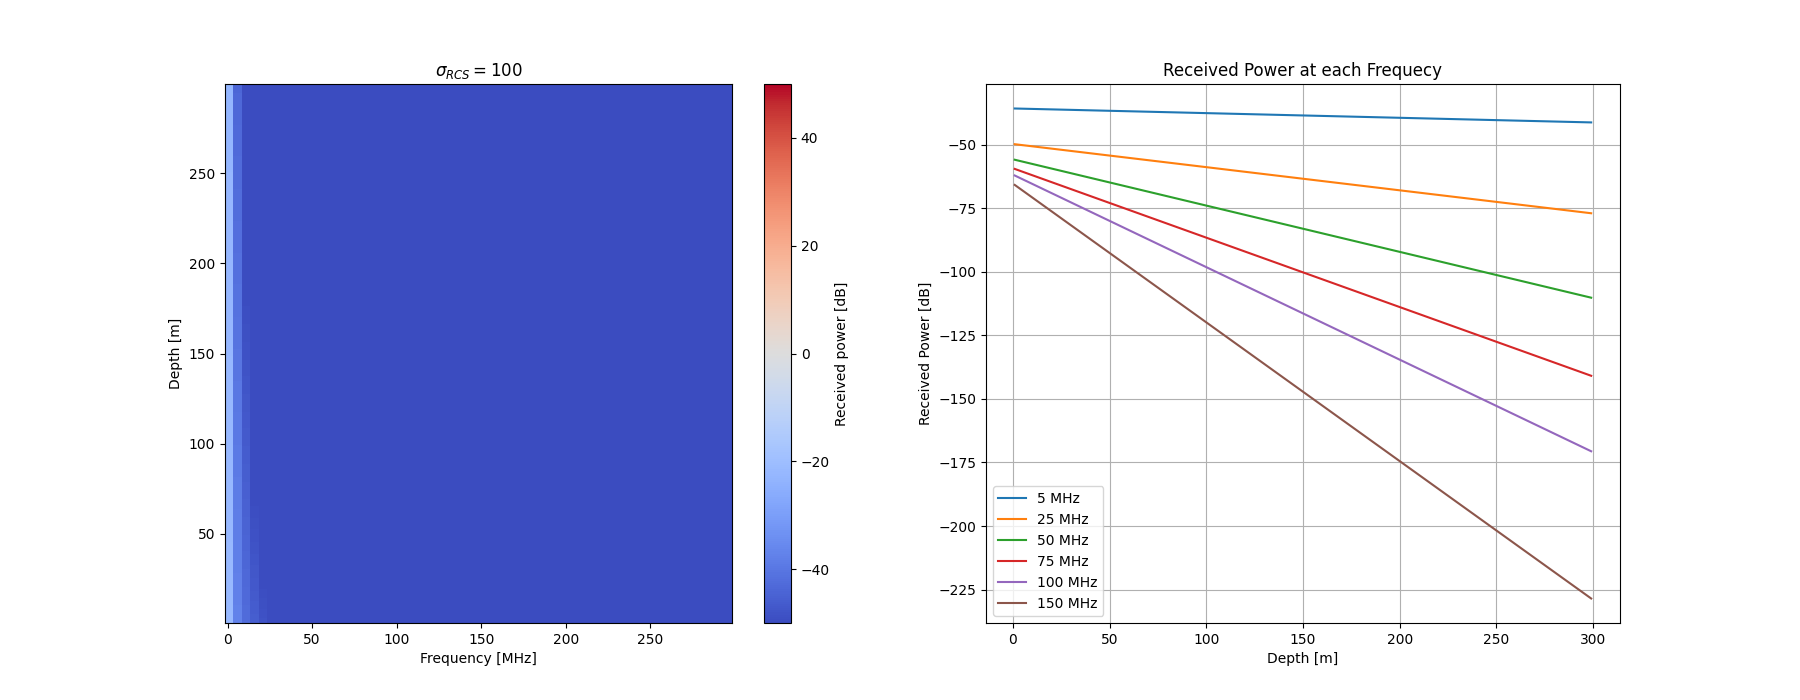 σRCS = 100
250
200
150
100
50
Depth [m]
0 50 100 150 200 250
Frequency [MHz]
40
20
0
−20
−40
Received power [dB]
Received Power at each Frequecy
−50
−75
−100
−125
−150
−175
−200
−225
Received Power [dB]
5 MHz
25 MHz
50 MHz
75 MHz
100 MHz
150 MHz
0 50 100 150 200 250 300
Depth [m]